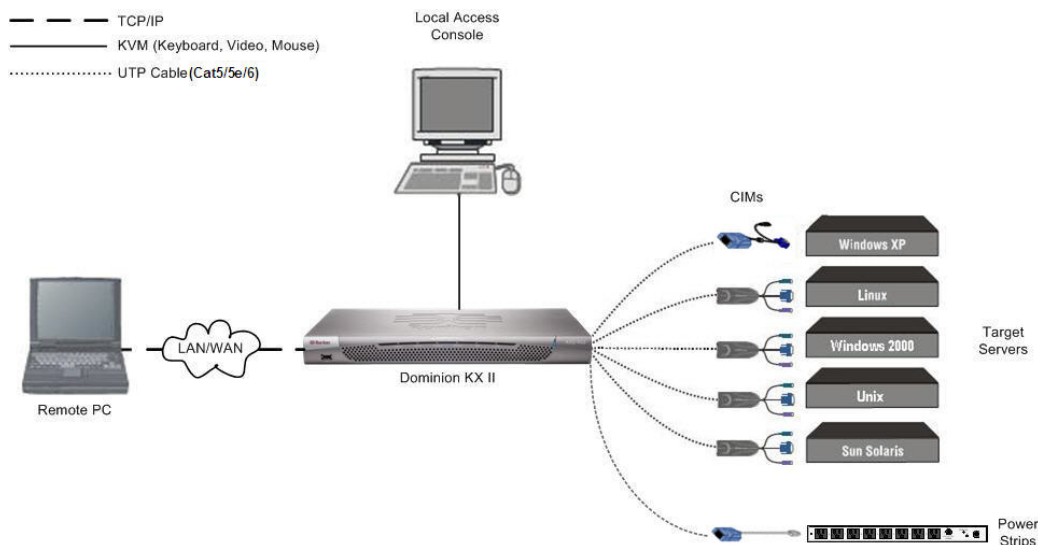 TCP/IP
KVM (Keyboard, Video, Mouse)
UTP Cable(Cat5/5e/6)
Local Access
Console
CIMs
Windows XP
Linux
Windows 2000
Unix
Sun Solaris
Target
Servers
LAN/WAN
Remote PC
Dominion KX II
Power
Strips